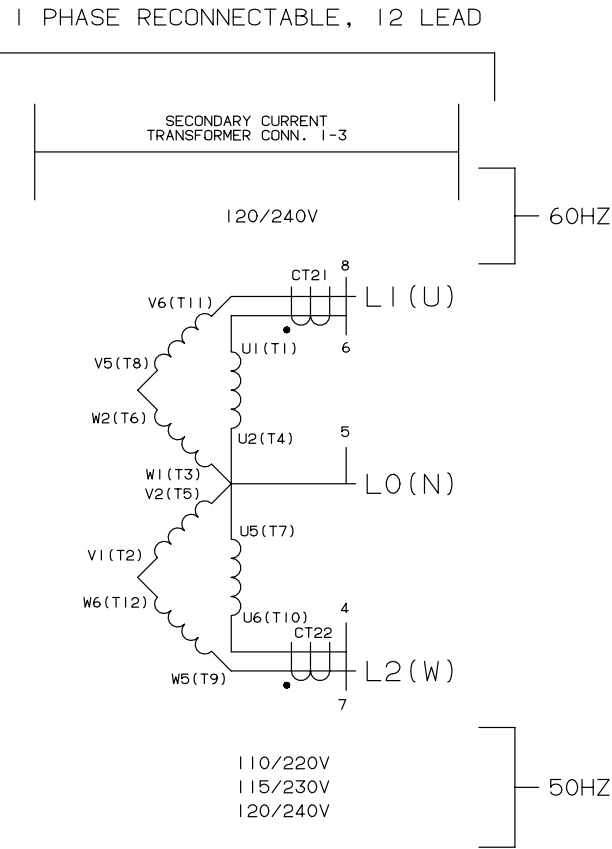 1 PHASE RECONNECTABLE, 12 LEAD
SECONDARY CURRENT
TRANSFORMER CONN. 1-3
120/240V
60HZ
8
CT21
V6(T11)
L1(U)
U1(T1)
6
V5(T8)
W2(T6)
U2(T4)
5
W1(T3)
L0(N)
V2(T5)
U5(T7)
V1(T2)
W6(T12)
4
U6(T10)
CT22
L2(W)
W5(T9)
7
110/220V
115/230V
120/240V
50HZ